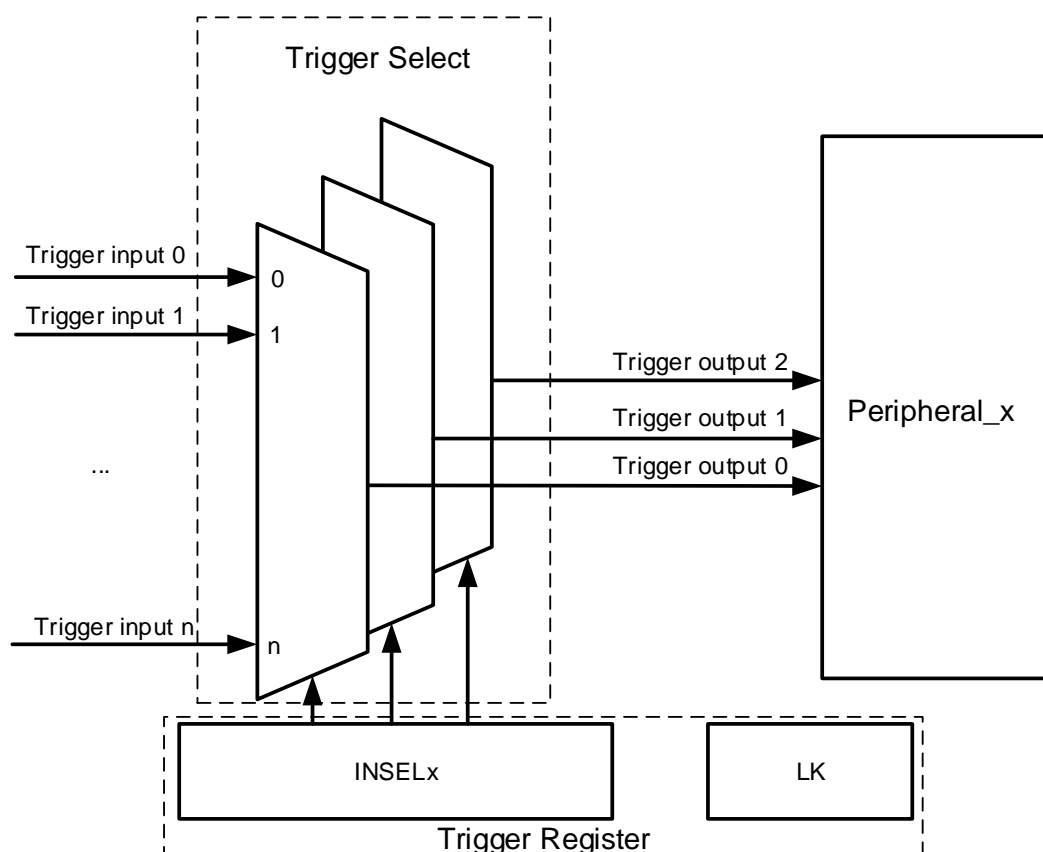 Trigger Select
Trigger input 0
0
Trigger input 1
1
Trigger output 2
Trigger output 1
Peripheral_x
...
Trigger output 0
Trigger input n
n
INSELx
LK
Trigger Register